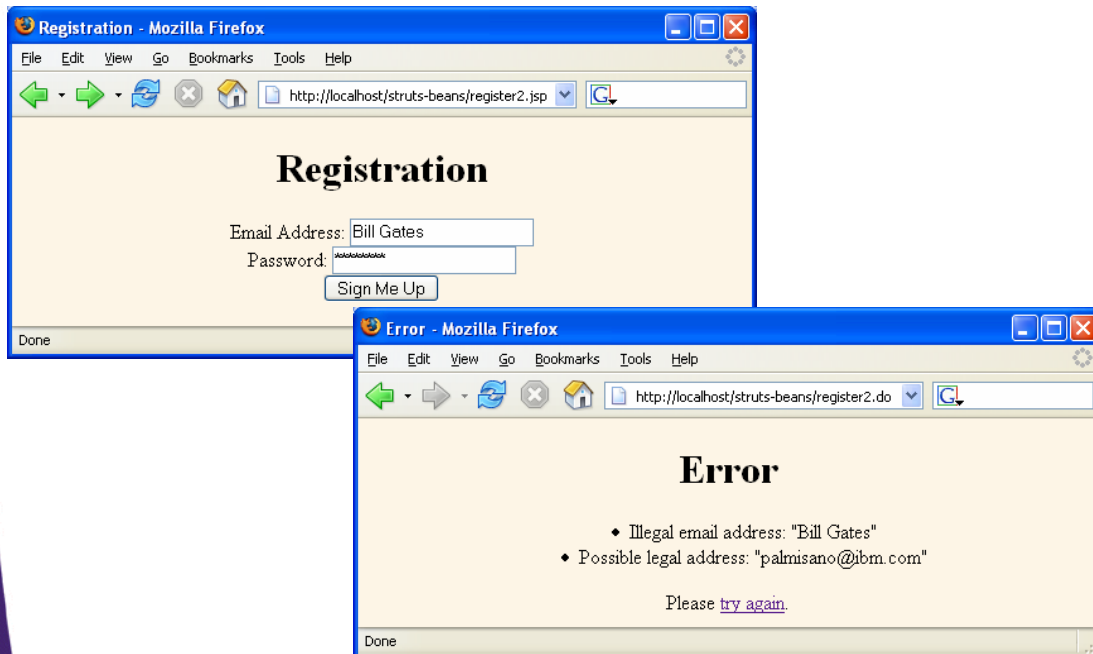 Registration - Mozilla Firefox
File Edit View Go Bookmarks Tools Help
http://localhost/struts-beans/register2.jsp G
Registration
Email Address: Bill Gates
Password: *********
Sign Me Up
Done
Error - Mozilla Firefox
File Edit View Go Bookmarks Tools Help
http://localhost/struts-beans/register2.do G
Error
• Illegal email address: "Bill Gates"
• Possible legal address: "palmisano@ibm.com"
Please try again.
Done